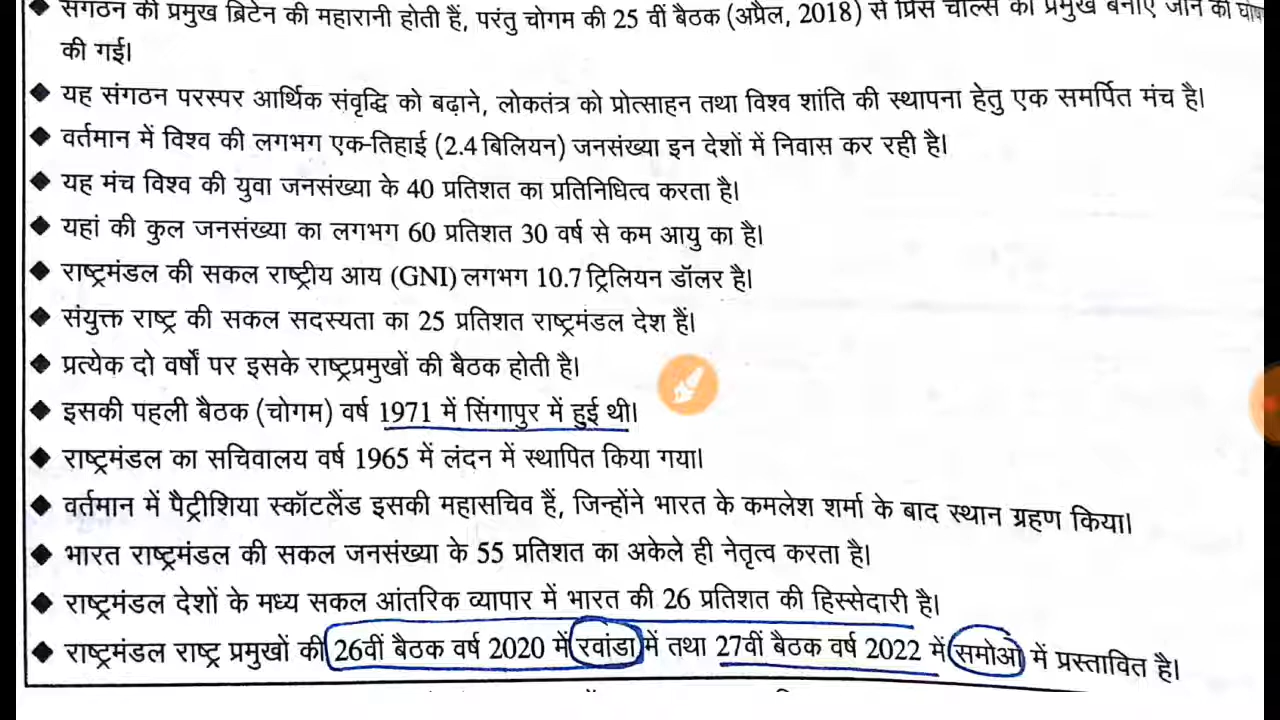 संगठन की प्रमुख ब्रिटेन की महारानी होती हैं, परंतु चोगम की 25 वीं बैठक (अप्रैल, 2018) से प्रिंस चार्ल्स को प्रमुख बनाए जाने की
की गई।
◆ यह संगठन परस्पर आर्थिक संवृद्धि को बढ़ाने, लोकतंत्र को प्रोत्साहन तथा विश्व शांति की स्थापना हेतु एक समर्पित मंच है।
◆ वर्तमान में विश्व की लगभग एक-तिहाई (2.4 बिलियन) जनसंख्या इन देशों में निवास कर रही है।
◆ यह मंच विश्व की युवा जनसंख्या के 40 प्रतिशत का प्रतिनिधित्व करता है।
◆ यहां की कुल जनसंख्या का लगभग 60 प्रतिशत 30 वर्ष से कम आयु का है।
◆ राष्ट्रमंडल की सकल राष्ट्रीय आय (GNI) लगभग 10.7 ट्रिलियन डॉलर है।
◆ संयुक्त राष्ट्र की सकल सदस्यता का 25 प्रतिशत राष्ट्रमंडल देश हैं।
◆ प्रत्येक दो वर्षों पर इसके राष्ट्रप्रमुखों की बैठक होती है।
◆ इसकी पहली बैठक (चोगम) वर्ष 1971 में सिंगापुर में हुई थी।
◆ राष्ट्रमंडल का सचिवालय वर्ष 1965 में लंदन में स्थापित किया गया।
◆ वर्तमान में पैट्रीशिया स्कॉटलैंड इसकी महासचिव हैं, जिन्होंने भारत के कमलेश शर्मा के बाद स्थान ग्रहण किया।
◆ भारत राष्ट्रमंडल की सकल जनसंख्या के 55 प्रतिशत का अकेले ही नेतृत्व करता है।
◆ राष्ट्रमंडल देशों के मध्य सकल आंतरिक व्यापार में भारत की 26 प्रतिशत की हिस्सेदारी है।
◆ राष्ट्रमंडल राष्ट्र प्रमुखों की 26वीं बैठक वर्ष 2020 में रवांडा में तथा 27वीं बैठक वर्ष 2022 में समोओ में प्रस्तावित है।